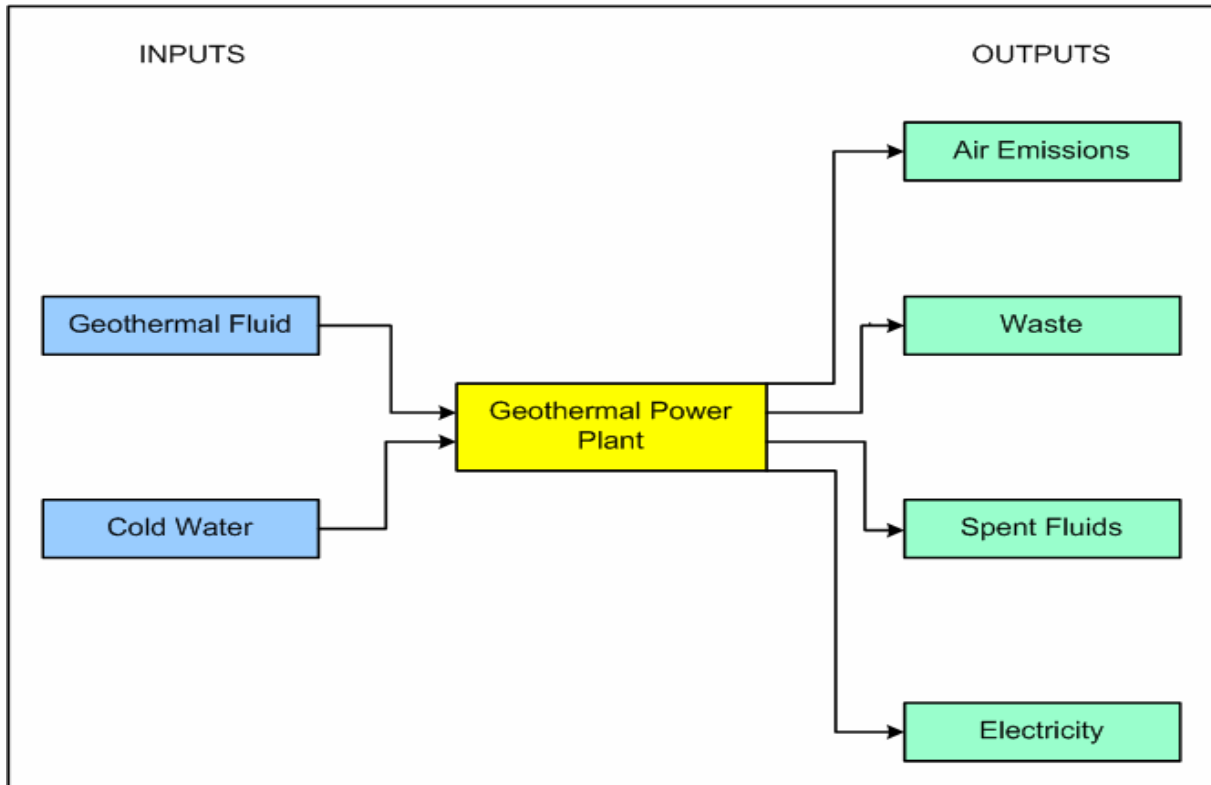 INPUTS
OUTPUTS
Air Emissions
Geothermal Fluid
Waste
Geothermal Power
Plant
Cold Water
Spent Fluids
Electricity